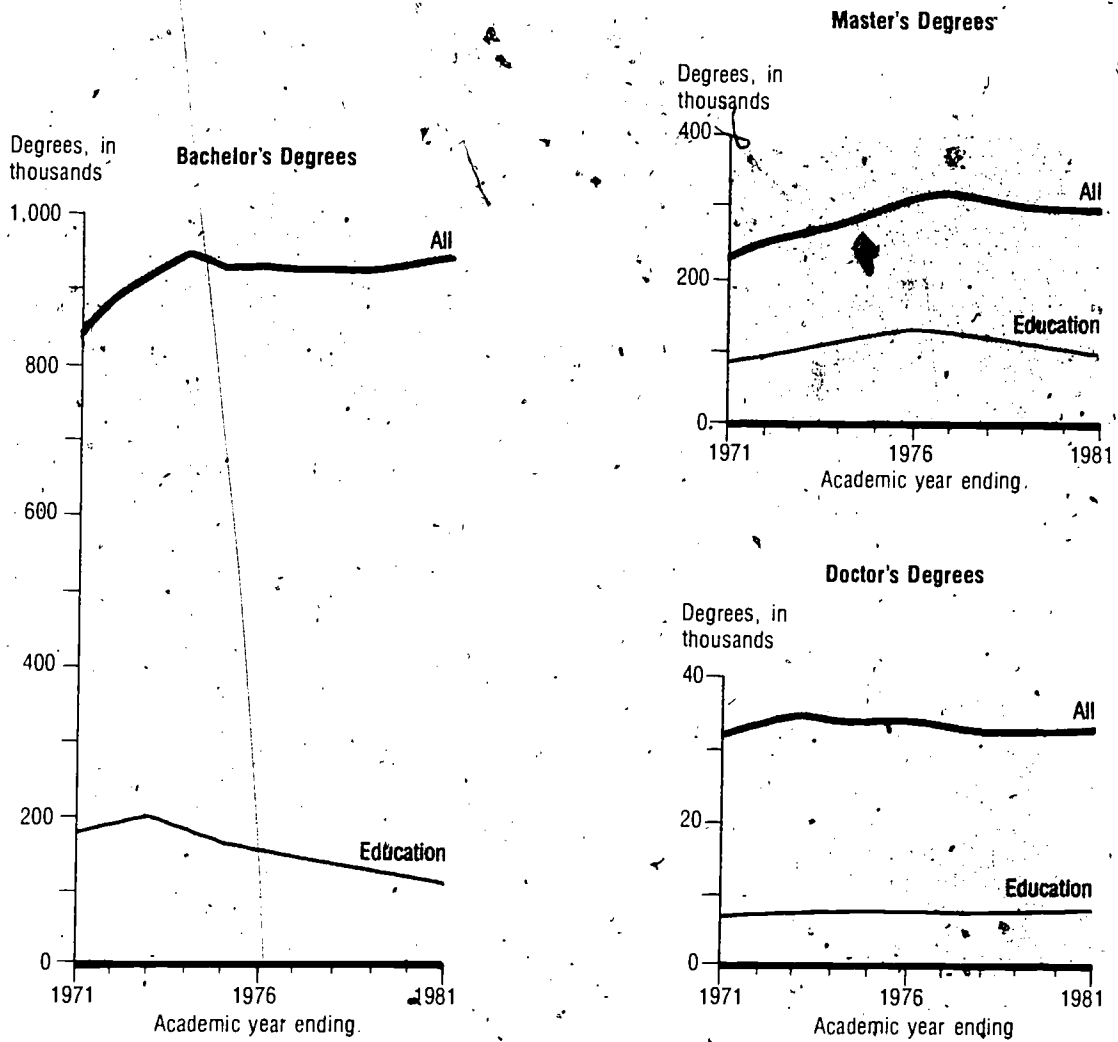 Bachelor's Degrees
Degrees, in
thousands
1,000
800
600
400
200
0
All
Education
1971
1976
1981
Academic year ending.
Master's Degrees
Degrees, in
thousands
400
200
0
All
Education
1971
1976
1981
Academic year ending.
Doctor's Degrees
Degrees, in
thousands
40
20
0
All
Education
1971
1976
1981
Academic year ending